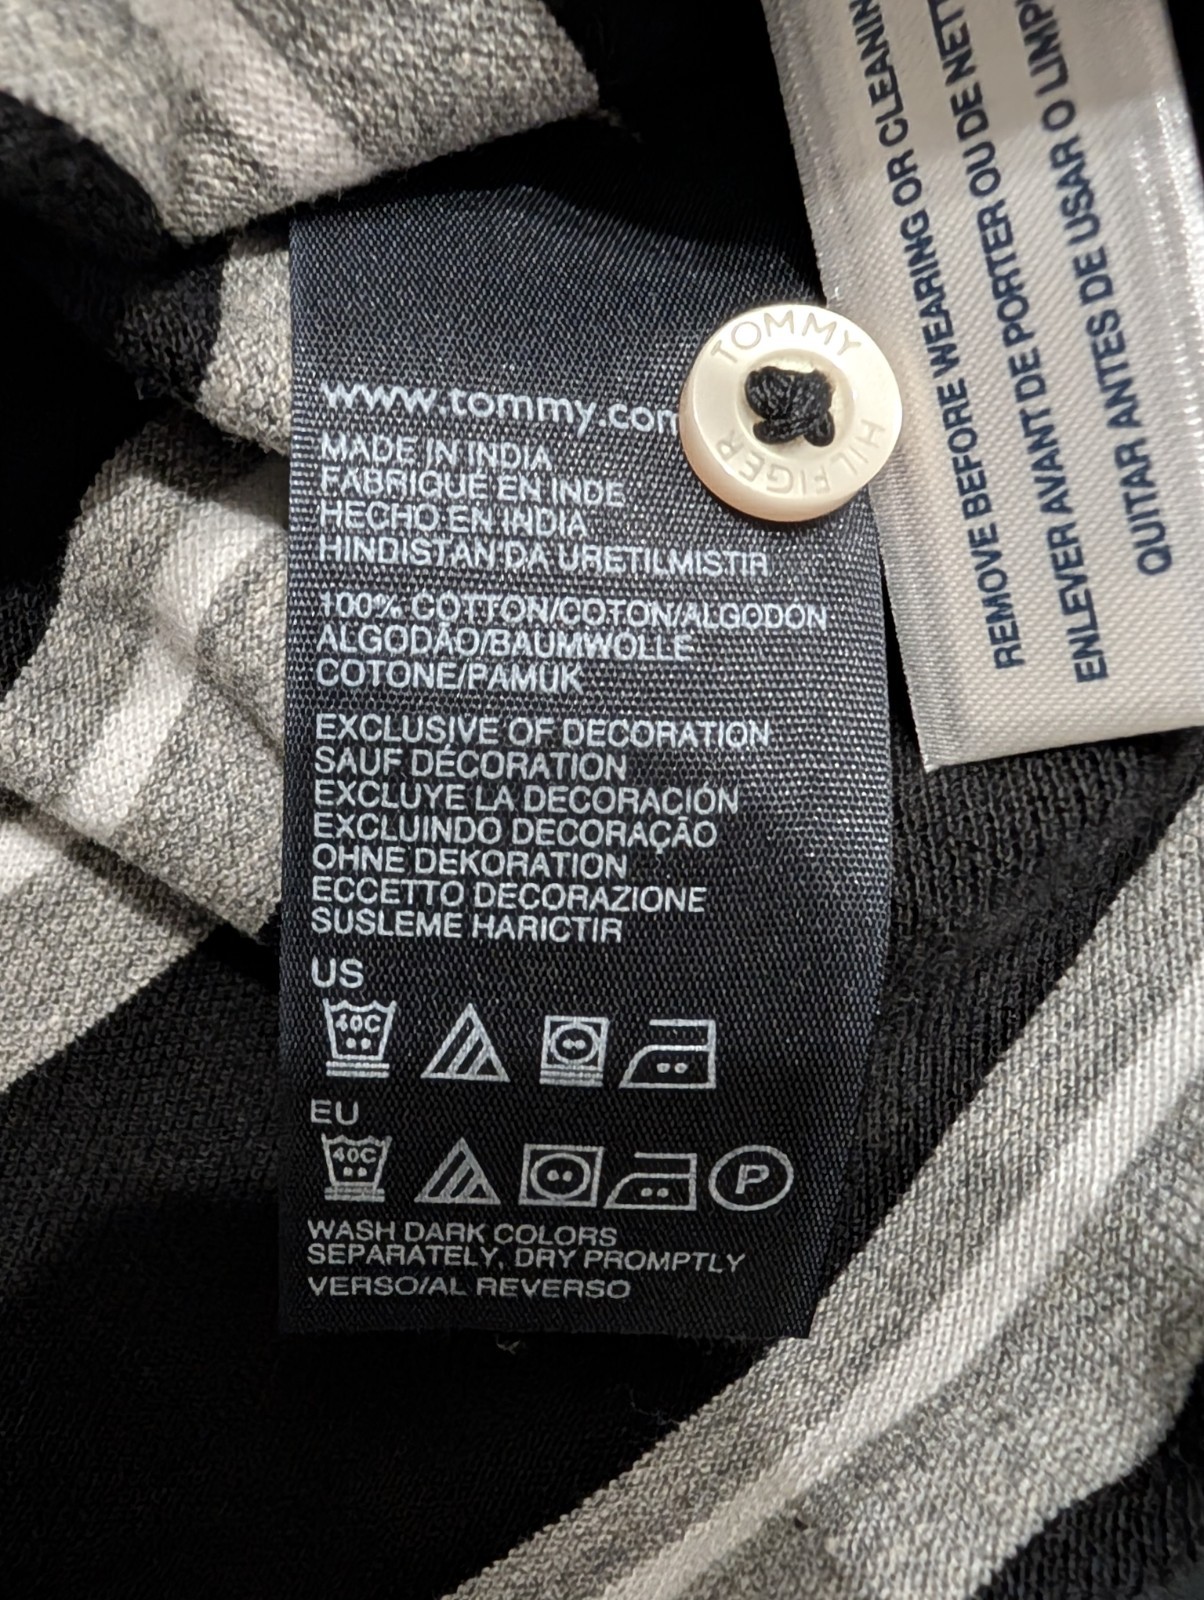 www.tommy.com
MADE IN INDIA
FABRIQUÉ EN INDE
HECHO EN INDIA
HINDISTAN'DA URETILMISTIR
100% COTTON/COTON/ALGODÓN
ALGODÃO/BAUMWOLLE
COTONE/PAMUK
EXCLUSIVE OF DECORATION
SAUF DÉCORATION
EXCLUYE LA DECORACIÓN
EXCLUINDO DECORAÇÃO
OHNE DEKORATION
ECCETTO DECORAZIONE
SUSLEME HARICTIR
US
40C
EU
40C
P
WASH DARK COLORS
SEPARATELY, DRY PROMPTLY
VERSO/AL REVERSO
TOMMY
HILFIGER
REMOVE BEFORE WEARING OR CLEANN
ENLEVER AVANT DE PORTER OU DE NETT
QUITAR ANTES DE USAR O LIMP